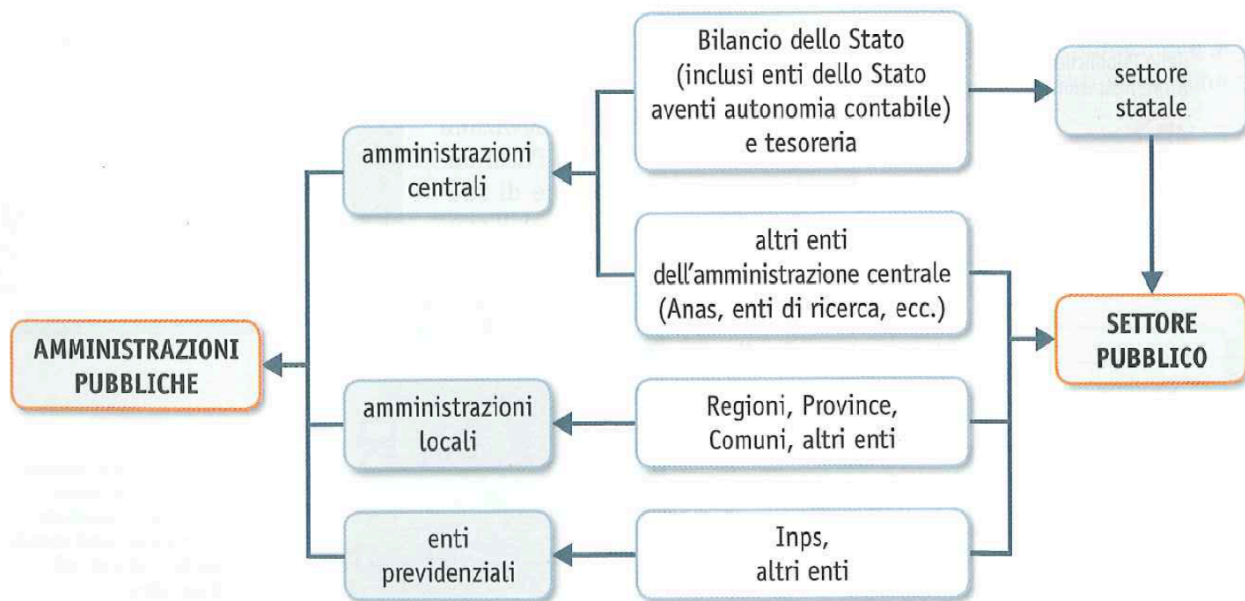 Bilancio dello Stato
(inclusi enti dello Stato
aventi autonomia contabile)
e tesoreria
settore
statale
amministrazioni
centrali
altri enti
dell'amministrazione centrale
(Anas, enti di ricerca, ecc.)
AMMINISTRAZIONI
PUBBLICHE
SETTORE
PUBBLICO
amministrazioni
locali
Regioni, Province,
Comuni, altri enti
enti
previdenziali
Inps,
altri enti